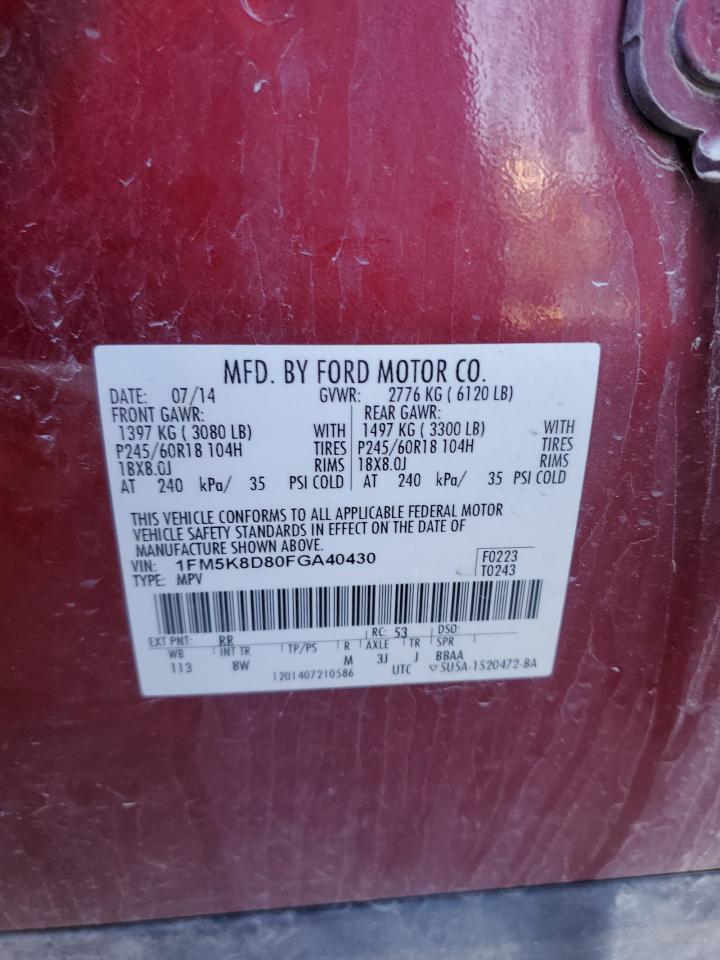 MFD. BY FORD MOTOR CO.
DATE: 07/14 GVWR: 2776 KG ( 6120 LB)
FRONT GAWR: REAR GAWR:
1397 KG ( 3080 LB) WITH 1497 KG ( 3300 LB) WITH
P245/60R18 104H TIRES P245/60R18 104H TIRES
18X8.0J RIMS 18X8.0J RIMS
AT 240 kPa/ 35 PSI COLD AT 240 kPa/ 35 PSI COLD
THIS VEHICLE CONFORMS TO ALL APPLICABLE FEDERAL MOTOR
VEHICLE SAFETY STANDARDS IN EFFECT ON THE DATE OF
MANUFACTURE SHOWN ABOVE.
VIN: 1FM5K8D80FGA40430 F0223
TYPE: MPV T0243
EXT PNT: RR RC: 53 DSO:
WB INT TR TP/PS R AXLE TR SPR
113 8W M 3J J BBAA
1201407210586 UTC ▽5U5A-1520472-BA